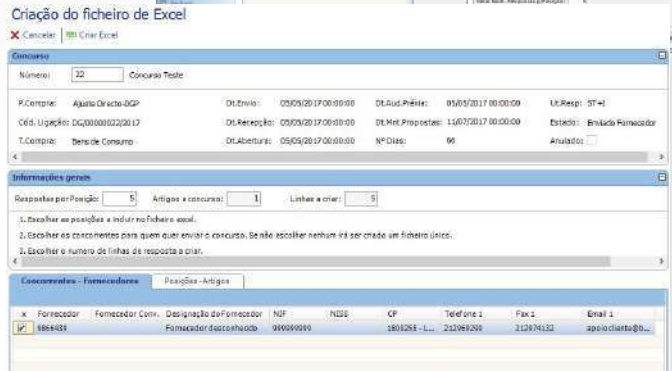 Criação do ficheiro de Excel
Cancelar Criar Excel
Concurso
Número: 22 Concurso Teste
P.Compra: Ajuste Directo-DGP Dt.Envio: 05/05/2017 00:00:00 Dt.Aud.Prévia: 05/05/2017 00:00:00 Ut.Resp: ST+I
Cód. Ligação: DG/00000022/2017 Dt.Recepção: 05/05/2017 00:00:00 Dt.Mnt.Propostas: 11/07/2017 00:00:00 Estado: Enviado Fornecedor
T.Compra: Bens de Consumo Dt.Abertura: 05/05/2017 00:00:00 Nº Dias: 66 Anulado:
Informações gerais
Respostas por Posição: 5 Artigos a concurso: 1 Linhas a criar: 5
1. Escolher as posições a incluir no ficheiro excel.
2. Escolher os concorrentes para quem quer enviar o concurso. Se não escolher nenhum irá ser criado um ficheiro único.
3. Escolher o numero de linhas de resposta a criar.
Concorrentes - Fornecedores Posições - Artigos
x Fornecedor Fornecedor Conv. Designação do Fornecedor NIF NISS CP Telefone 1 Fax 1 Email 1
Fornecedor desconhecido 999999999 212974132 apoiocliente@b...